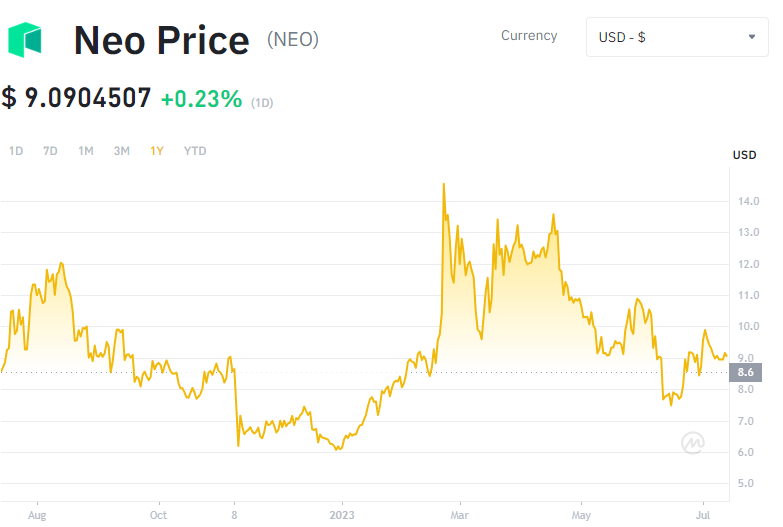 Neo Price (NEO)
Currency
USD - $
$ 9.0904507 +0.23% (1D)
1D 7D 1M 3M 1Y YTD
USD
14.0
13.0
12.0
11.0
10.0
9.0
8.6
8.0
7.0
6.0
5.0
Aug Oct 8 2023 Mar May Jul